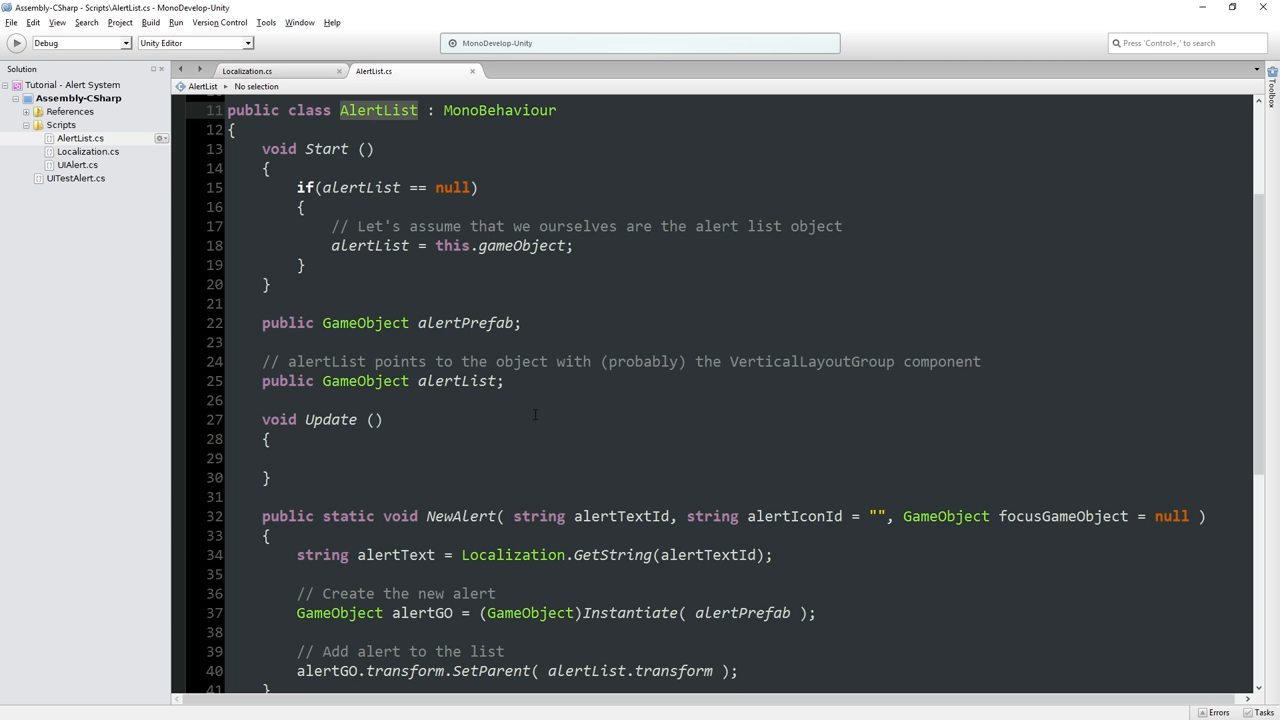 Assembly-CSharp - Scripts\AlertList.cs - MonoDevelop-Unity
File Edit View Search Project Build Run Version Control Tools Window Help
Debug Unity Editor MonoDevelop-Unity Press 'Control+,' to search
Solution
Localization.cs AlertList.cs
AlertList No selection
Tutorial - Alert System
Assembly-CSharp
References
Scripts
AlertList.cs
Localization.cs
UIAlert.cs
UITestAlert.cs
Toolbox
11 public class AlertList : MonoBehaviour
12 {
13 void Start ()
14 {
15 if(alertList == null)
16 {
17 // Let's assume that we ourselves are the alert list object
18 alertList = this.gameObject;
19 }
20 }
21
22 public GameObject alertPrefab;
23
24 // alertList points to the object with (probably) the VerticalLayoutGroup component
25 public GameObject alertList;
26
27 void Update ()
28 {
29
30 }
31
32 public static void NewAlert( string alertTextId, string alertIconId = "", GameObject focusGameObject = null )
33 {
34 string alertText = Localization.GetString(alertTextId);
35
36 // Create the new alert
37 GameObject alertGO = (GameObject)Instantiate( alertPrefab );
38
39 // Add alert to the list
40 alertGO.transform.SetParent( alertList.transform );
41 }
Errors Tasks